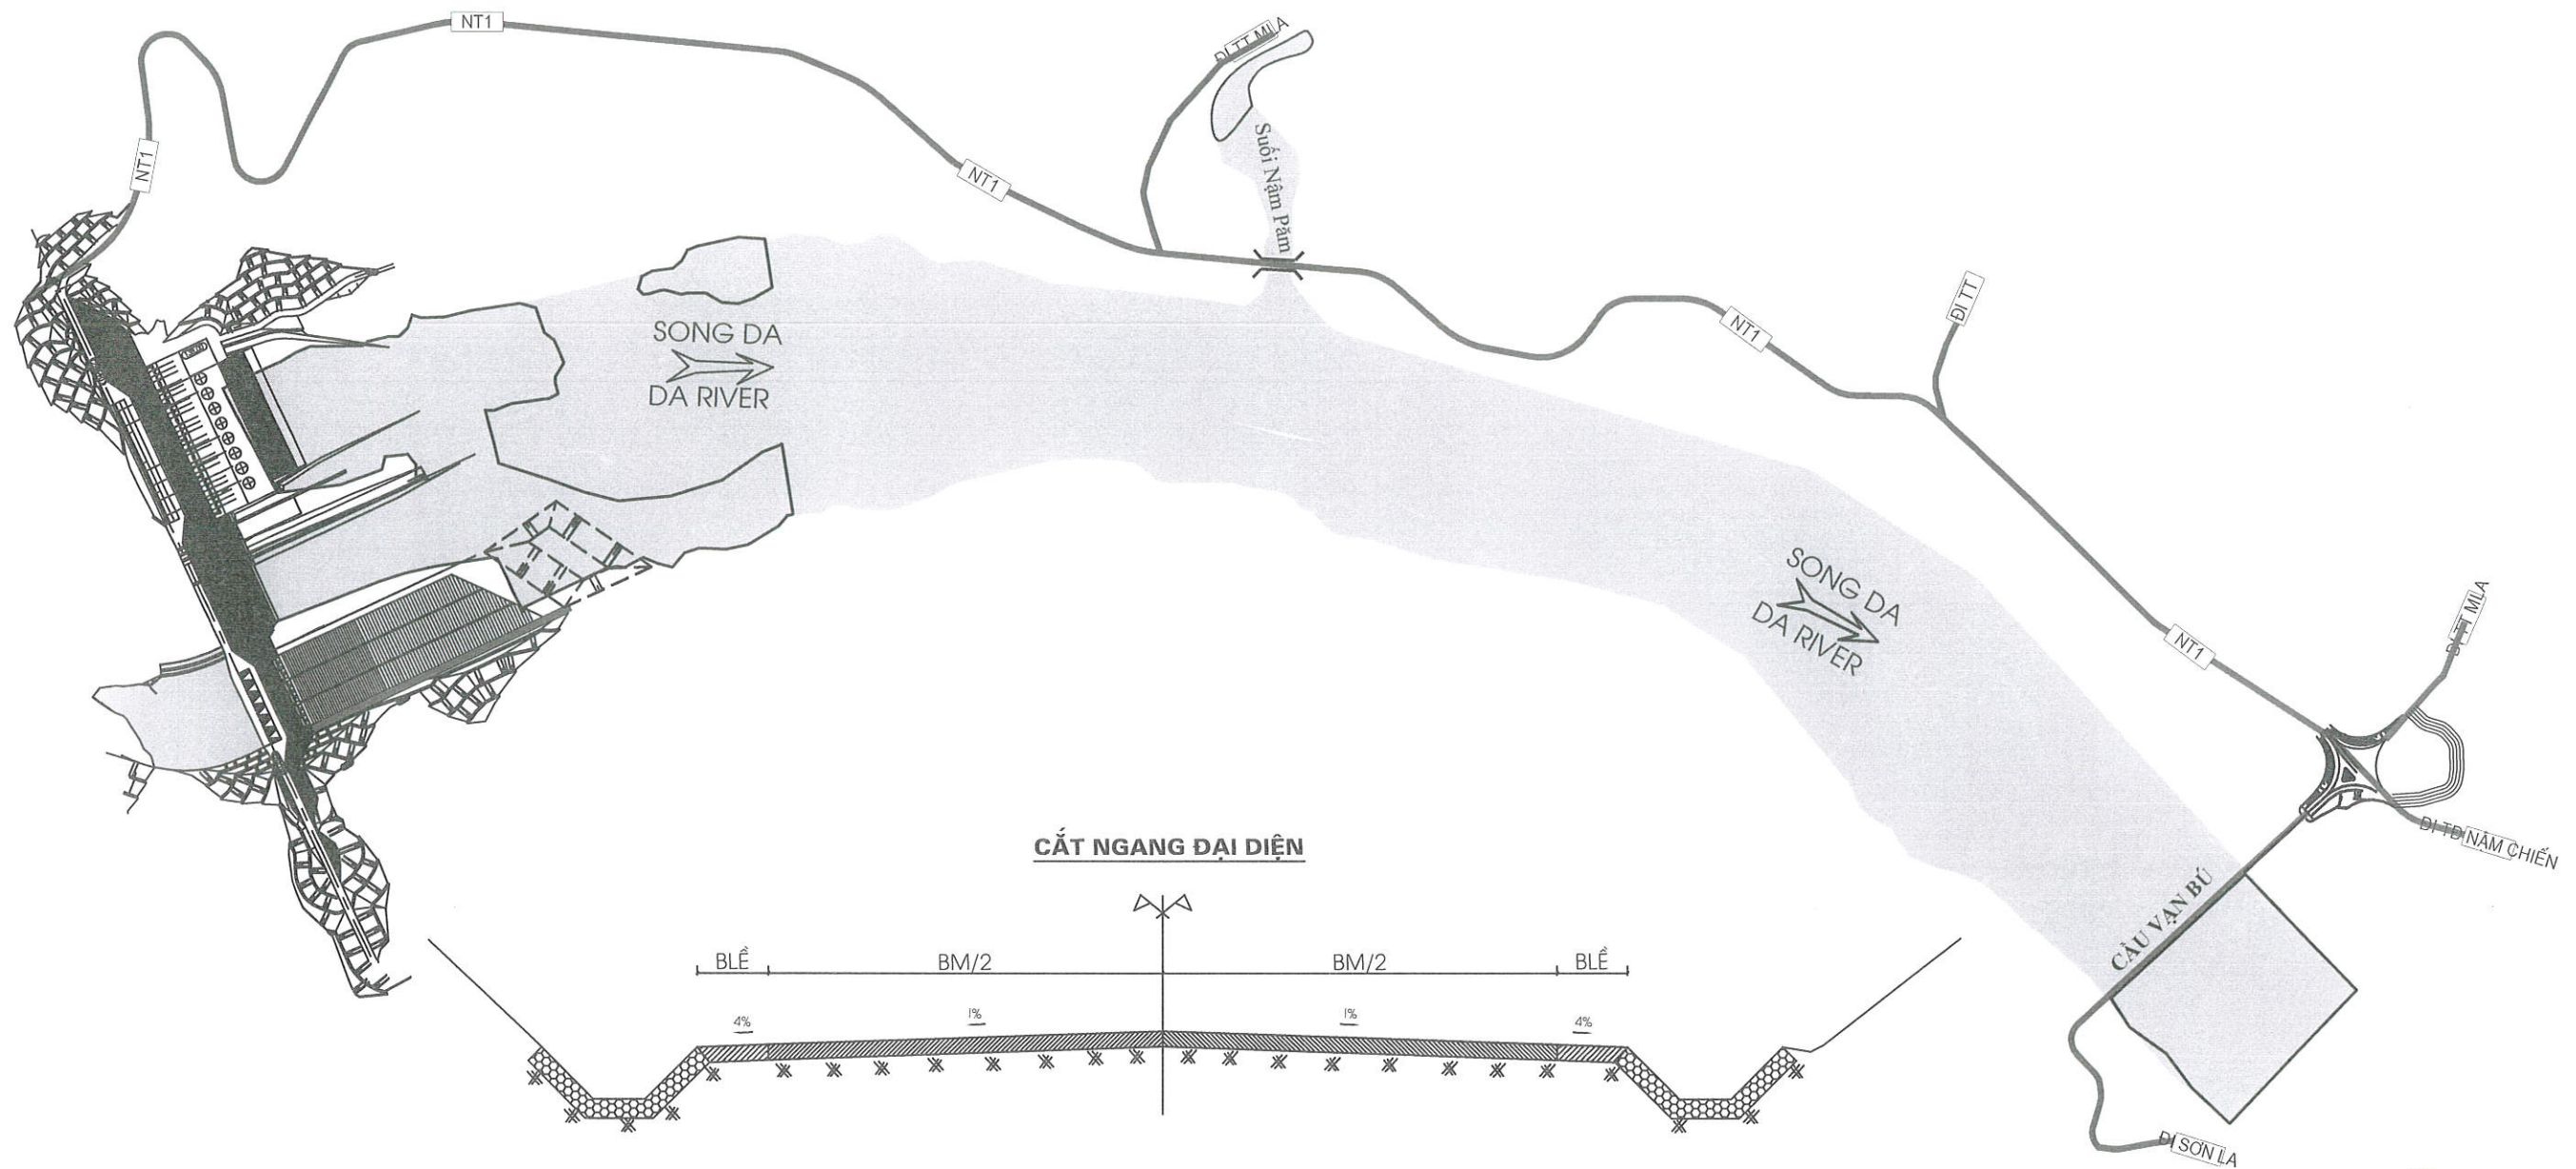 NT1
NT1
ĐI TT MLA
Suối Nậm Păm
NT1
SONG DA
DA RIVER
NT1
ĐI TT
SONG DA
DA RIVER
NT1
ĐI TT MLA
ĐI TĐ NẬM CHIẾN
CẦU VẠN BÚ
ĐI SƠN LA
CẮT NGANG ĐẠI DIỆN
BLỀ BM/2 BM/2 BLỀ
4% 1% 1% 4%